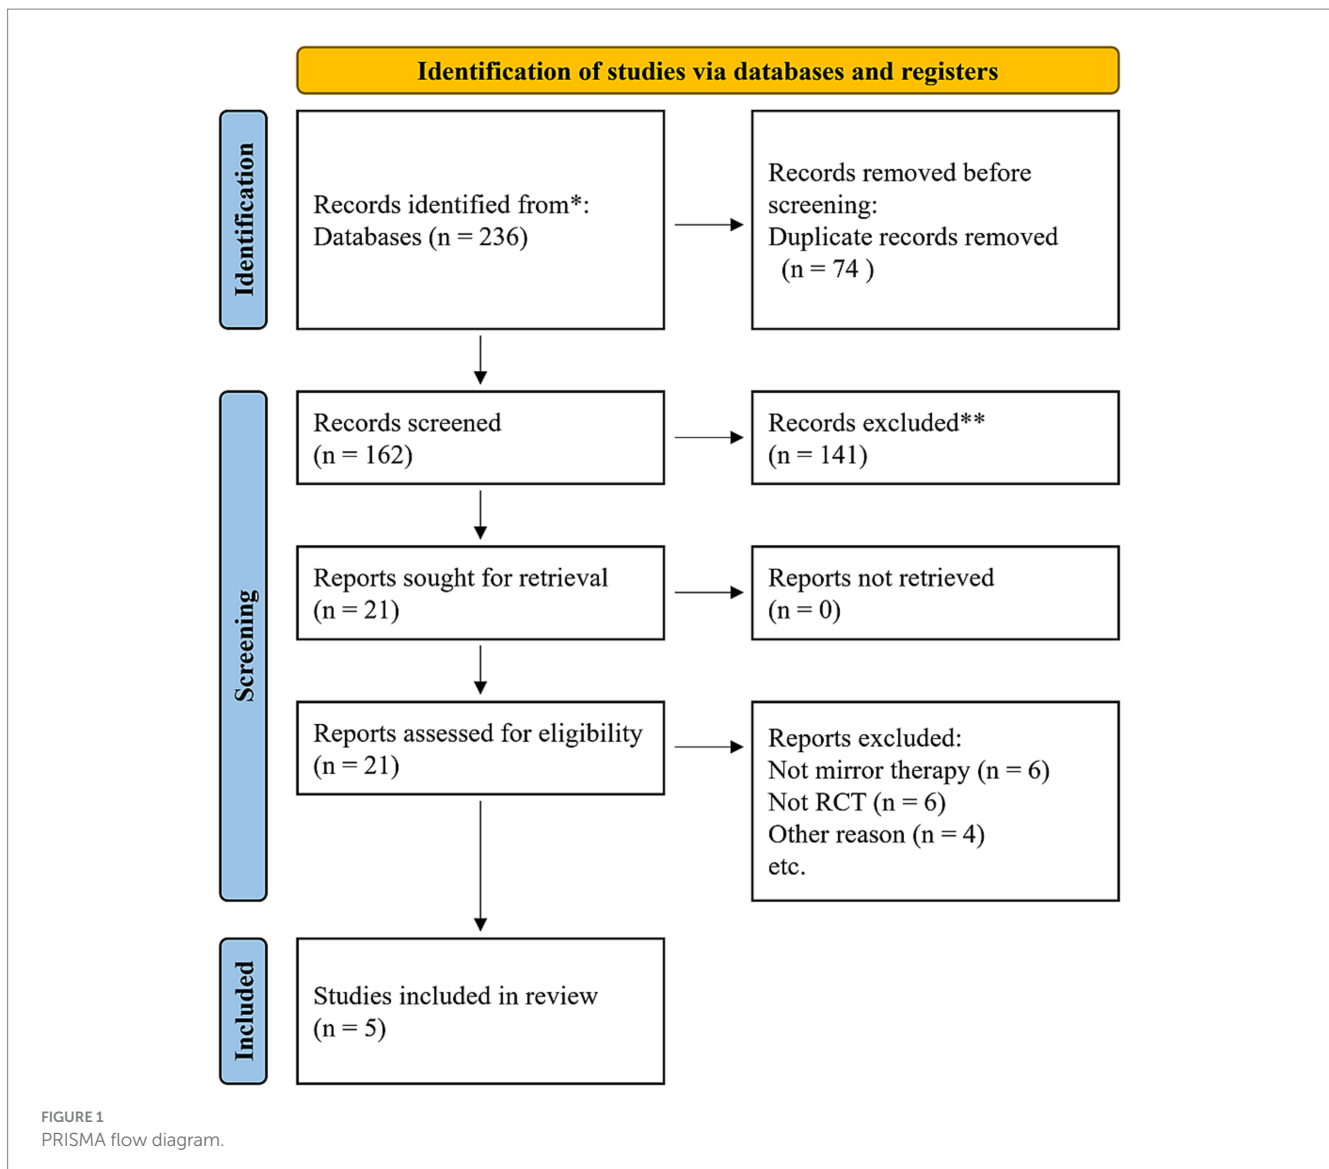 Identification of studies via databases and registers
Identification
Records identified from*:
Databases (n = 236)
Records removed before
screening:
Duplicate records removed
(n = 74 )
Screening
Records screened
(n = 162)
Records excluded**
(n = 141)
Reports sought for retrieval
(n = 21)
Reports not retrieved
(n = 0)
Reports assessed for eligibility
(n = 21)
Reports excluded:
Not mirror therapy (n = 6)
Not RCT (n = 6)
Other reason (n = 4)
etc.
Included
Studies included in review
(n = 5)
FIGURE 1
PRISMA flow diagram.